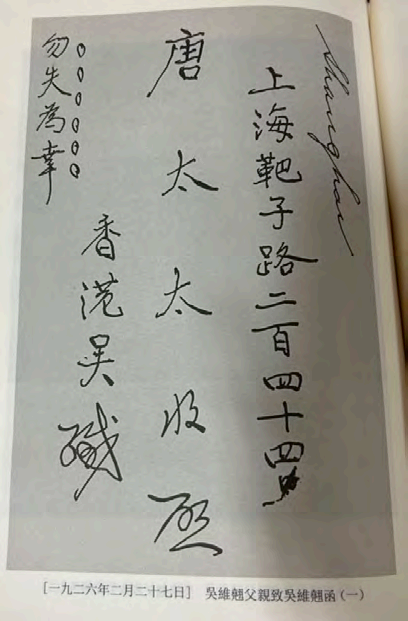 Shanghai
上海靶子路二百四十四号
唐太太收啟
香港吳緘
勿失為幸
[一九二六年二月二十七日] 吳維翹父親致吳維翹函(一)